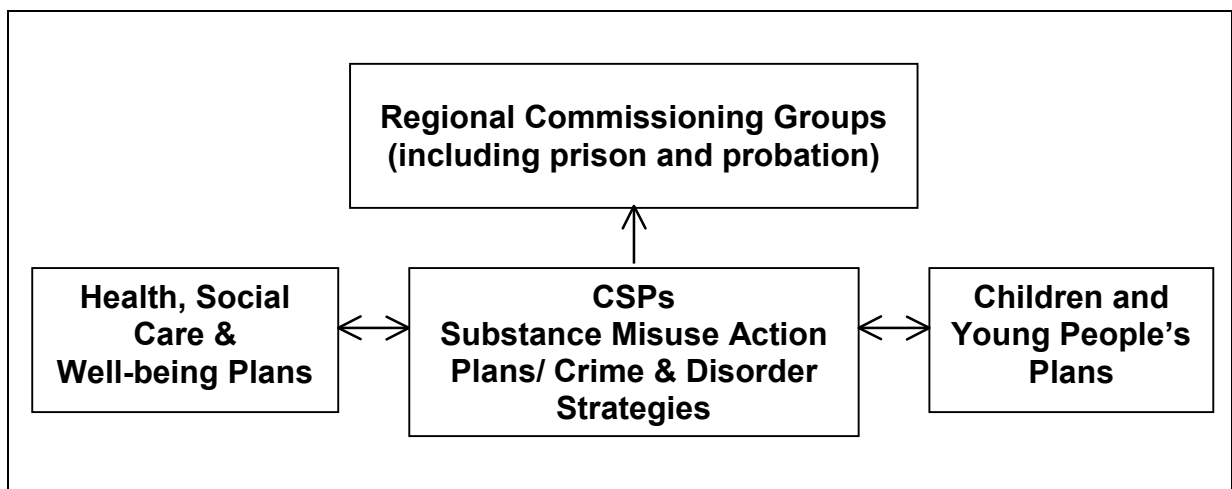 Regional Commissioning Groups
(including prison and probation)
Health, Social
Care &
Well-being Plans
CSPs
Substance Misuse Action
Plans/ Crime & Disorder
Strategies
Children and
Young People’s
Plans